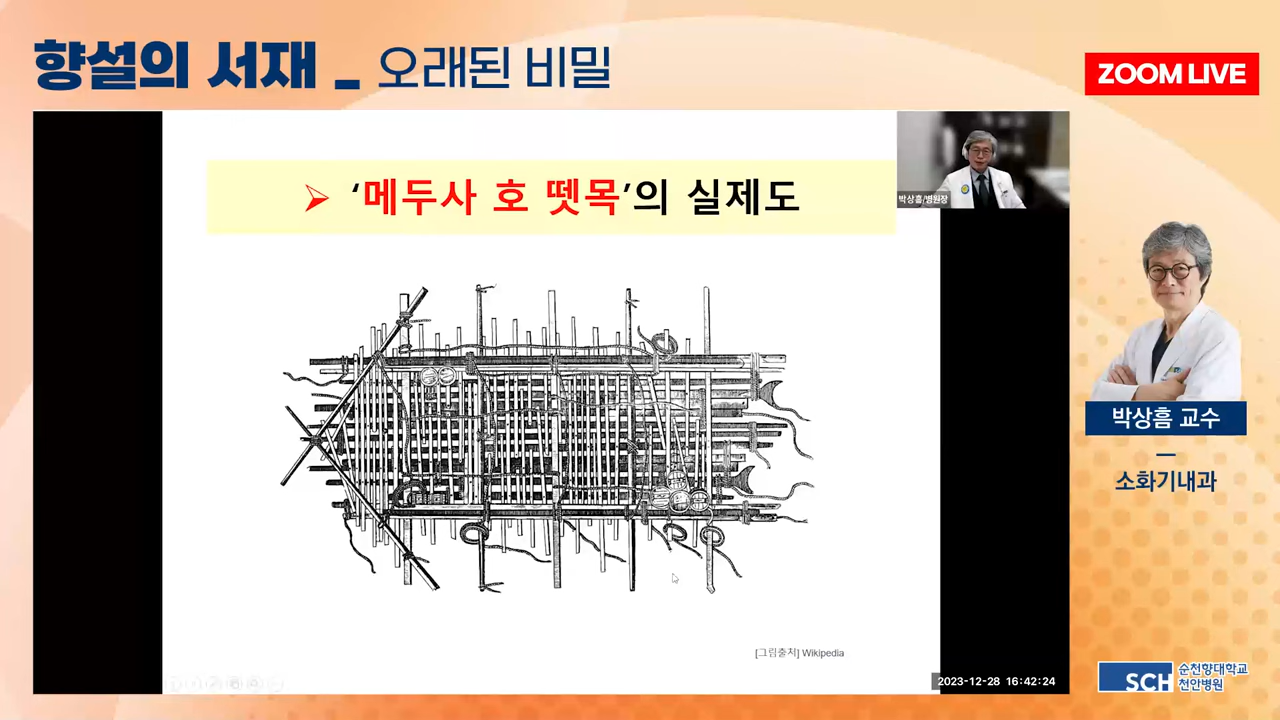 향설의 서재 _ 오래된 비밀
ZOOM LIVE
➢ ‘메두사 호 뗏목’의 실제도
박상흠/병원장
박상흠 교수
소화기내과
[그림출처] Wikipedia
2023-12-28 16:42:24
SCH 순천향대학교
천안병원